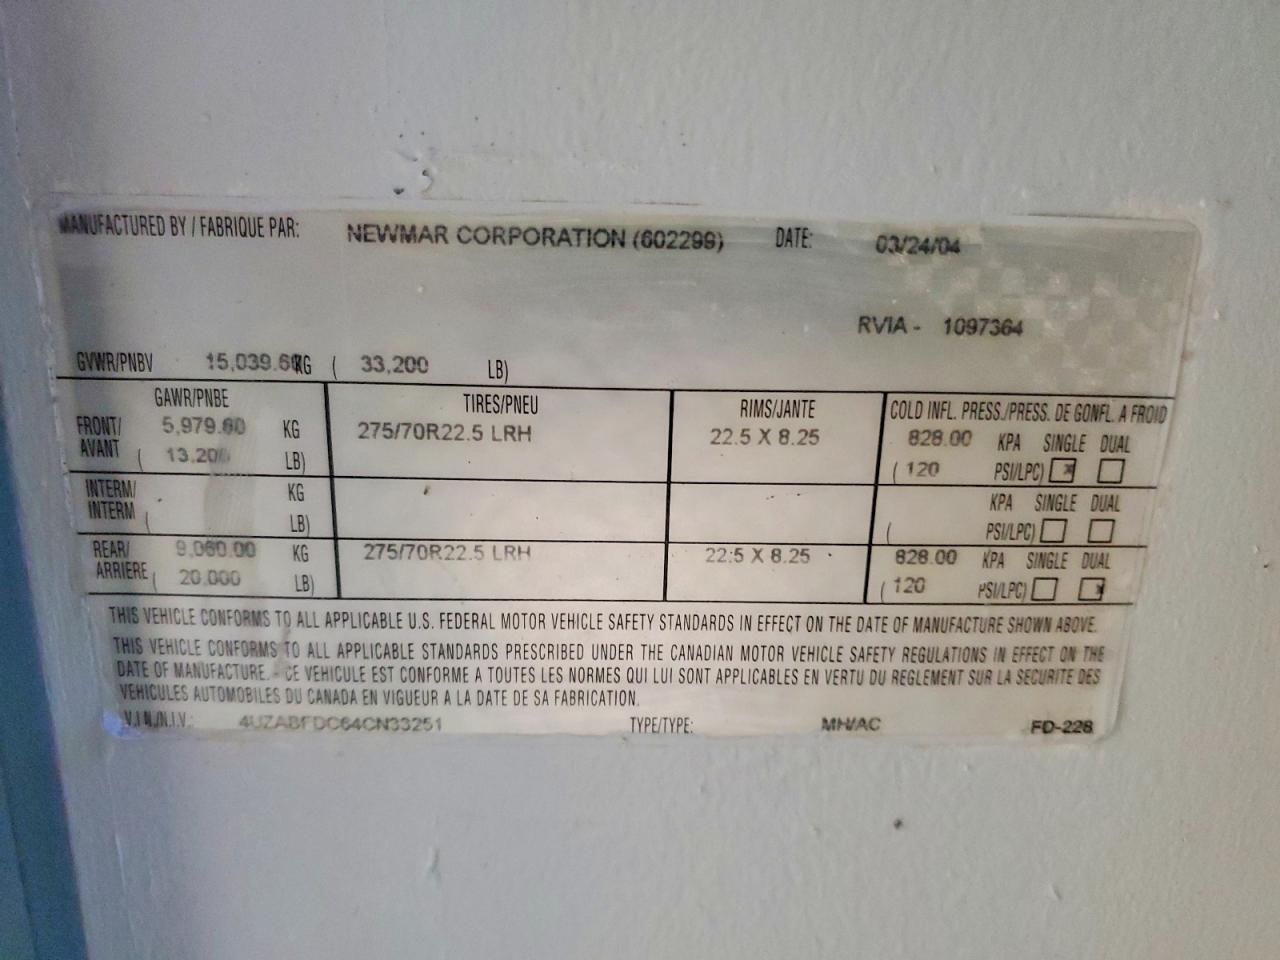 MANUFACTURED BY / FABRIQUE PAR: NEWMAR CORPORATION (602299) DATE: 03/24/04
RVIA - 1097364
GVWR/PNBV 15,039.60KG ( 33,200 LB)
GAWR/PNBE TIRES/PNEU RIMS/JANTE COLD INFL. PRESS./PRESS. DE GONFL. A FROID
FRONT/ 5,979.60 KG 275/70R22.5 LRH 22.5 X 8.25 828.00 KPA SINGLE DUAL
AVANT ( 13,200 LB) ( 120 PSI/LPC)
INTERM/ KG KPA SINGLE DUAL
INTERM ( LB) ( PSI/LPC)
REAR/ 9,060.00 KG 275/70R22.5 LRH 22.5 X 8.25 828.00 KPA SINGLE DUAL
ARRIERE ( 20,000 LB) ( 120 PSI/LPC)
THIS VEHICLE CONFORMS TO ALL APPLICABLE U.S. FEDERAL MOTOR VEHICLE SAFETY STANDARDS IN EFFECT ON THE DATE OF MANUFACTURE SHOWN ABOVE.
THIS VEHICLE CONFORMS TO ALL APPLICABLE STANDARDS PRESCRIBED UNDER THE CANADIAN MOTOR VEHICLE SAFETY REGULATIONS IN EFFECT ON THE
DATE OF MANUFACTURE. - CE VEHICULE EST CONFORME A TOUTES LES NORMES QUI LUI SONT APPLICABLES EN VERTU DU REGLEMENT SUR LA SECURITE DES
VEHICULES AUTOMOBILES DU CANADA EN VIGUEUR A LA DATE DE SA FABRICATION.
V.I.N./N.I.V.: 4UZABFDC64CN33251 TYPE/TYPE: MH/AC FD-228